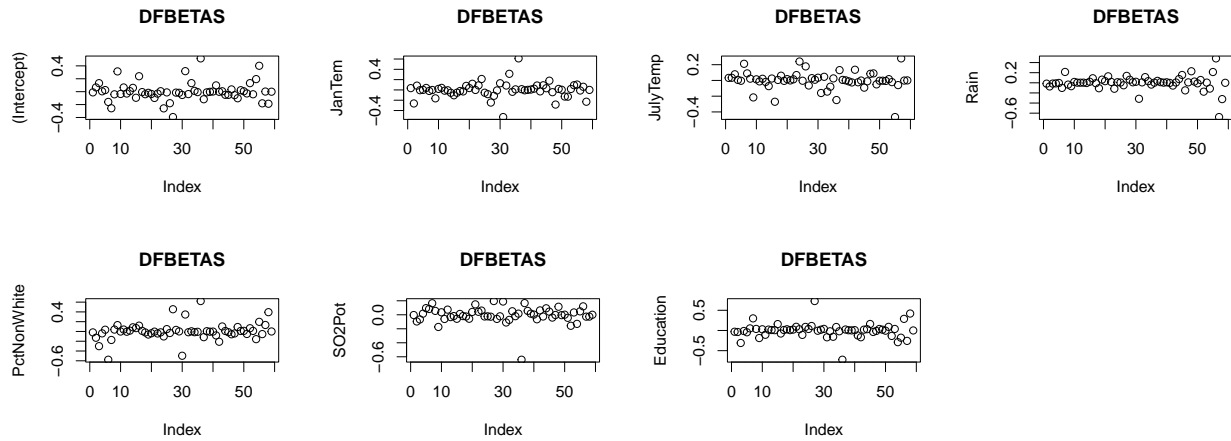 DFBETAS
(Intercept)
−0.4
0.4
0
10
30
50
Index
DFBETAS
JanTem
−0.4
0.4
0
10
30
50
Index
DFBETAS
JulyTemp
−0.4
0.2
0
10
30
50
Index
DFBETAS
Rain
−0.6
0.2
0
10
30
50
Index
DFBETAS
PctNonWhite
−0.6
0.4
0
10
30
50
Index
DFBETAS
SO2Pot
−0.6
0.0
0
10
30
50
Index
DFBETAS
Education
−0.5
0.5
0
10
30
50
Index